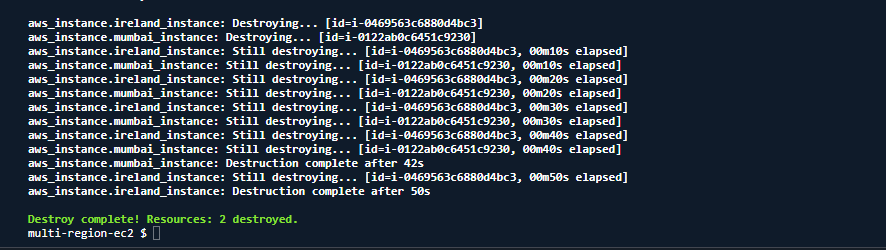 aws_instance.ireland_instance: Destroying... [id=i-0469563c6880d4bc3]
aws_instance.mumbai_instance: Destroying... [id=i-0122ab0c6451c9230]
aws_instance.ireland_instance: Still destroying... [id=i-0469563c6880d4bc3, 00m10s elapsed]
aws_instance.mumbai_instance: Still destroying... [id=i-0122ab0c6451c9230, 00m10s elapsed]
aws_instance.ireland_instance: Still destroying... [id=i-0469563c6880d4bc3, 00m20s elapsed]
aws_instance.mumbai_instance: Still destroying... [id=i-0122ab0c6451c9230, 00m20s elapsed]
aws_instance.ireland_instance: Still destroying... [id=i-0469563c6880d4bc3, 00m30s elapsed]
aws_instance.mumbai_instance: Still destroying... [id=i-0122ab0c6451c9230, 00m30s elapsed]
aws_instance.ireland_instance: Still destroying... [id=i-0469563c6880d4bc3, 00m40s elapsed]
aws_instance.mumbai_instance: Still destroying... [id=i-0122ab0c6451c9230, 00m40s elapsed]
aws_instance.mumbai_instance: Destruction complete after 42s
aws_instance.ireland_instance: Still destroying... [id=i-0469563c6880d4bc3, 00m50s elapsed]
aws_instance.ireland_instance: Destruction complete after 50s
Destroy complete! Resources: 2 destroyed.
multi-region-ec2 $